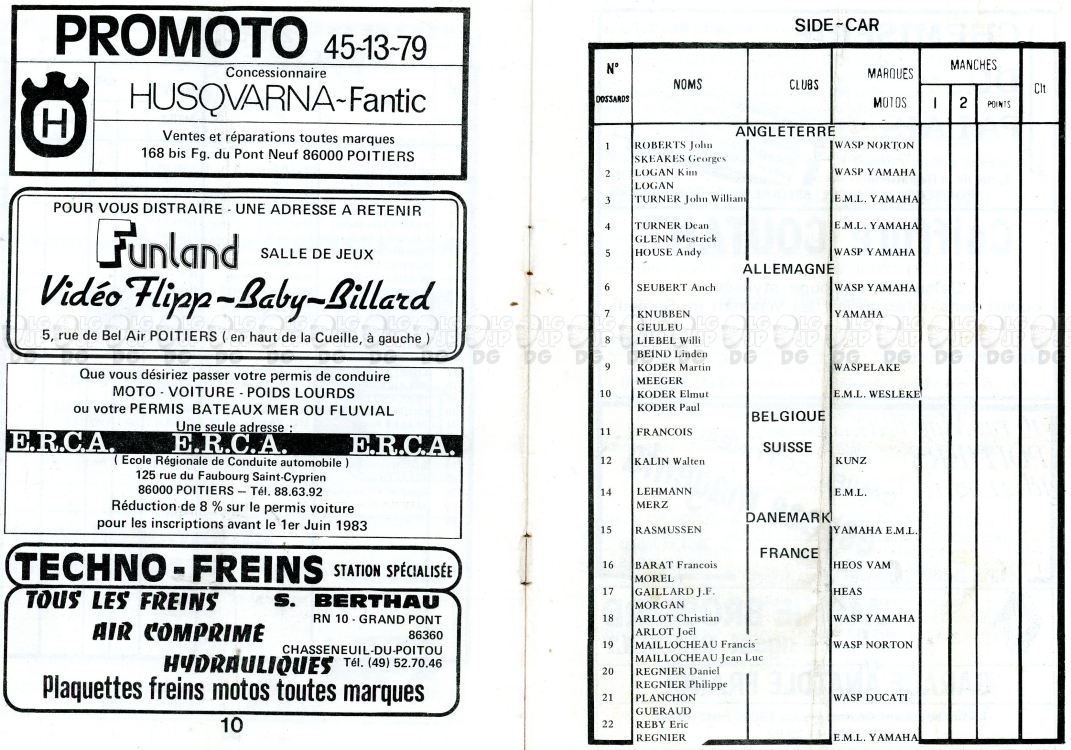 PROMOTO 45-13-79
Concessionnaire
HUSQVARNA~Fantic
H
Ventes et réparations toutes marques
168 bis Fg. du Pont Neuf 86000 POITIERS
POUR VOUS DISTRAIRE - UNE ADRESSE A RETENIR
Funland SALLE DE JEUX
Vidéo Flipp~Baby~Billard
5, rue de Bel Air POITIERS ( en haut de la Cueille, à gauche )
Que vous désiriez passer votre permis de conduire
MOTO - VOITURE - POIDS LOURDS
ou votre PERMIS BATEAUX MER OU FLUVIAL
Une seule adresse :
E.R.C.A. E.R.C.A. E.R.C.A.
( Ecole Régionale de Conduite automobile )
125 rue du Faubourg Saint-Cyprien
86000 POITIERS — Tél. 88.63.92
Réduction de 8 % sur le permis voiture
pour les inscriptions avant le 1er Juin 1983
TECHNO-FREINS STATION SPÉCIALISÉE
TOUS LES FREINS S. BERTHAU
RN 10 - GRAND PONT
AIR COMPRIMÉ 86360
CHASSENEUIL-DU-POITOU
HYDRAULIQUES Tél. (49) 52.70.46
Plaquettes freins motos toutes marques
10
SIDE~CAR
N° DOSSARDS NOMS CLUBS MARQUES MOTOS MANCHES 1 2 POINTS Clt
ANGLETERRE
1 ROBERTS John WASP NORTON
SKEAKES Georges
2 LOGAN Kim WASP YAMAHA
LOGAN
3 TURNER John William E.M.L. YAMAHA
4 TURNER Dean E.M.L. YAMAHA
GLENN Mestrick
5 HOUSE Andy WASP YAMAHA
ALLEMAGNE
6 SEUBERT Anch WASP YAMAHA
7 KNUBBEN YAMAHA
GEULEU
8 LIEBEL Willi
BEIND Linden
9 KODER Martin WASPELAKE
MEEGER
10 KODER Elmut E.M.L. WESLEKE
KODER Paul
BELGIQUE
11 FRANCOIS
SUISSE
12 KALIN Walten KUNZ
14 LEHMANN E.M.L.
MERZ
DANEMARK
15 RASMUSSEN YAMAHA E.M.L.
FRANCE
16 BARAT Francois HEOS VAM
MOREL
17 GAILLARD J.F. HEAS
MORGAN
18 ARLOT Christian WASP YAMAHA
ARLOT Joël
19 MAILLOCHEAU Francis WASP NORTON
MAILLOCHEAU Jean Luc
20 REGNIER Daniel
REGNIER Philippe
21 PLANCHON WASP DUCATI
GUERAUD
22 REBY Eric
REGNIER E.M.L. YAMAHA